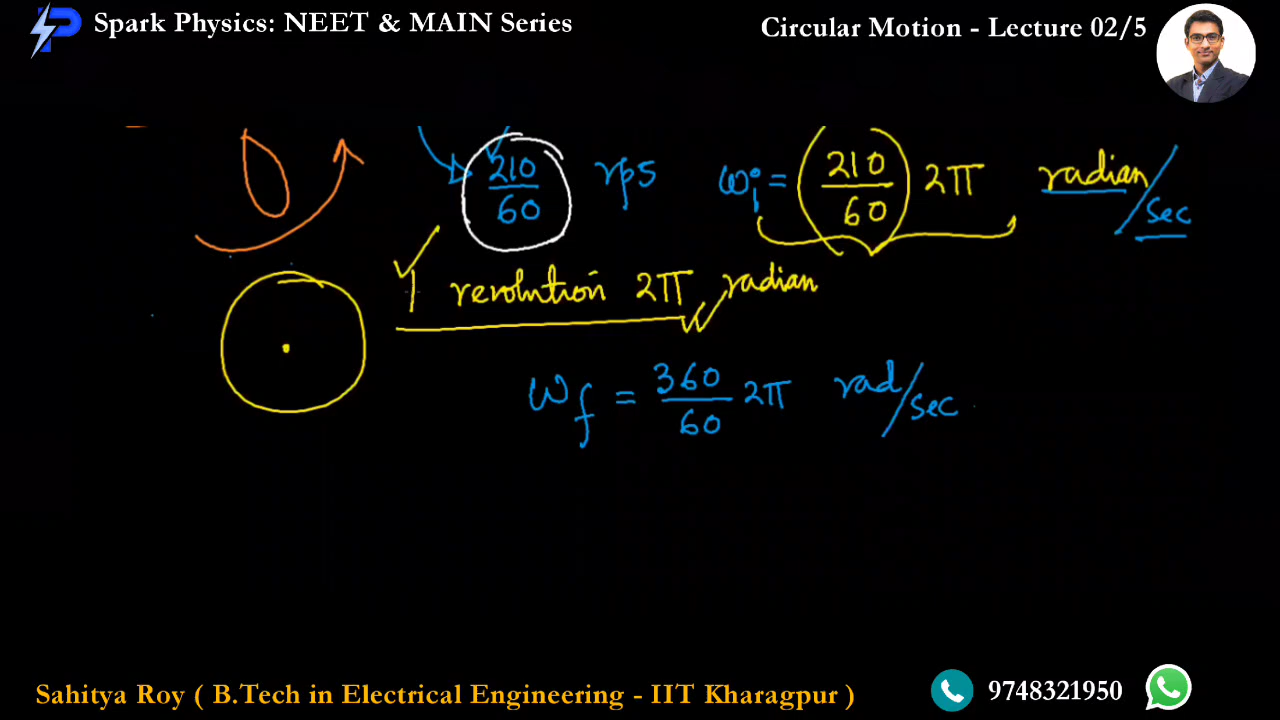 Spark Physics: NEET & MAIN Series
Circular Motion - Lecture 02/5
210/60 rps ωi = (210/60) 2π radian/sec
1 revolution 2π radian
ωf = 360/60 2π rad/sec
Sahitya Roy ( B.Tech in Electrical Engineering - IIT Kharagpur )
9748321950